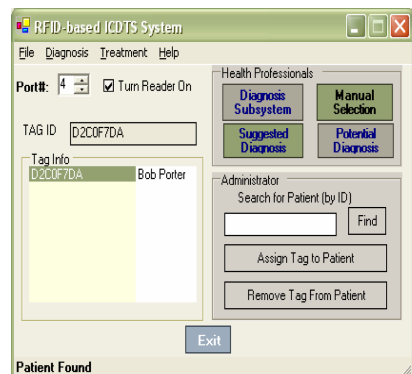 RFID-based ICDTS System
File Diagnosis Treatment Help
Port#: 4 Turn Reader On
TAG ID D2C0F7DA
Tag Info
D2C0F7DA Bob Porter
Health Professionals
Diagnosis Subsystem
Manual Selection
Suggested Diagnosis
Potential Diagnosis
Administrator
Search for Patient (by ID)
Find
Assign Tag to Patient
Remove Tag From Patient
Exit
Patient Found